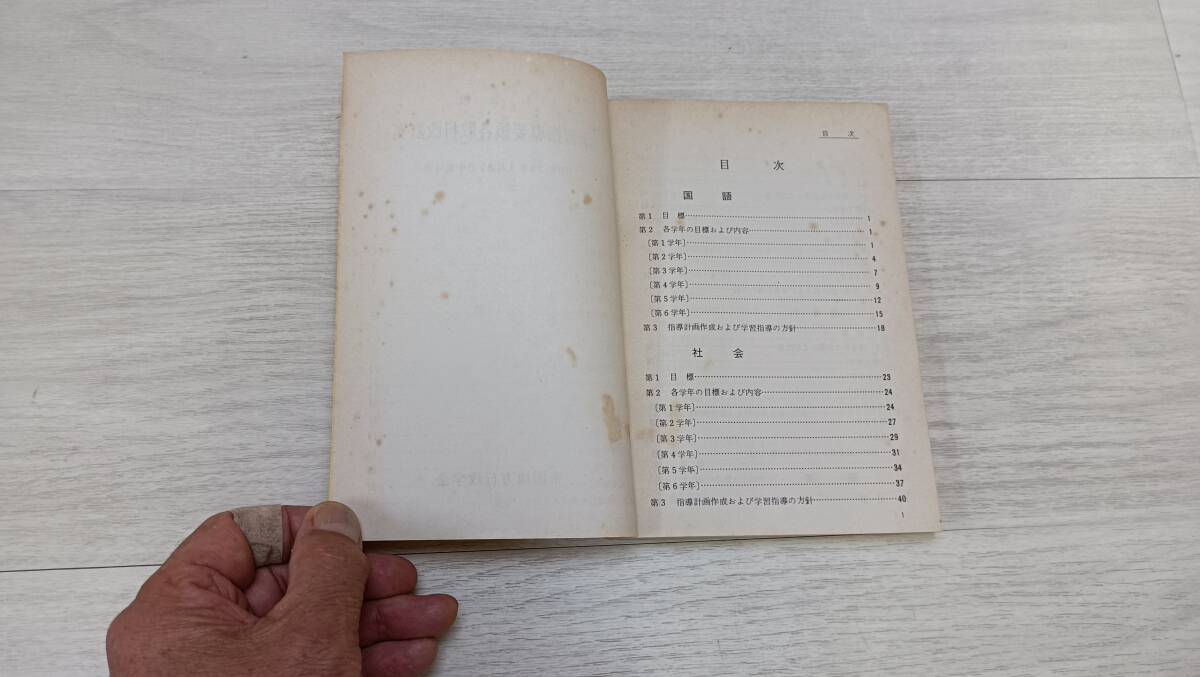 目次
目次
国語
第1 目標 1
第2 各学年の目標および内容 1
〔第1学年〕 1
〔第2学年〕 4
〔第3学年〕 7
〔第4学年〕 9
〔第5学年〕 12
〔第6学年〕 15
第3 指導計画作成および学習指導の方針 18
社会
第1 目標 23
第2 各学年の目標および内容 24
〔第1学年〕 24
〔第2学年〕 27
〔第3学年〕 29
〔第4学年〕 31
〔第5学年〕 34
〔第6学年〕 37
第3 指導計画作成および学習指導の方針 40
1